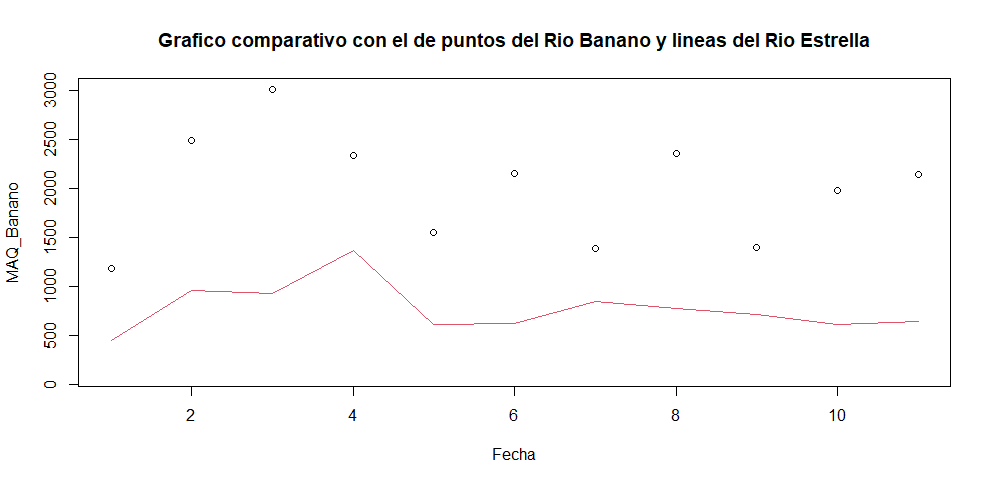 Grafico comparativo con el de puntos del Rio Banano y lineas del Rio Estrella
MAQ_Banano
3000
2500
2000
1500
1000
500
0
2 4 6 8 10
Fecha